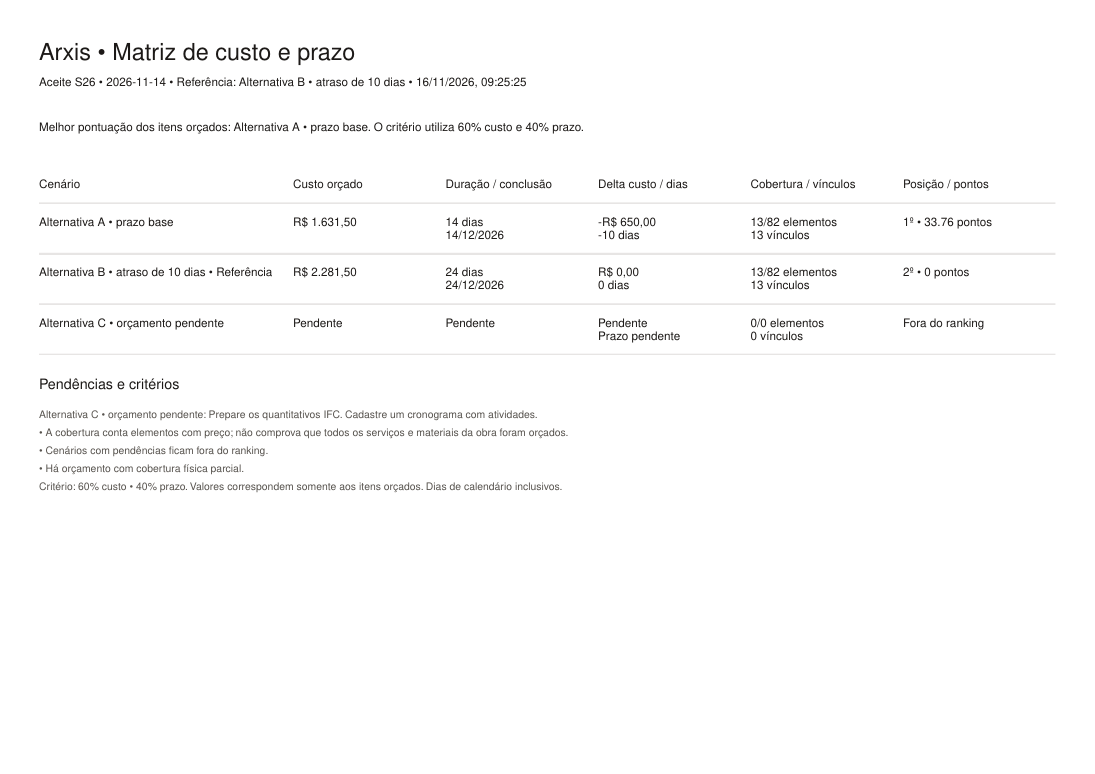 Arxis • Matriz de custo e prazo
Aceite S26 • 2026-11-14 • Referência: Alternativa B • atraso de 10 dias • 16/11/2026, 09:25:25
Melhor pontuação dos itens orçados: Alternativa A • prazo base. O critério utiliza 60% custo e 40% prazo.
Cenário Custo orçado Duração / conclusão Delta custo / dias Cobertura / vínculos Posição / pontos
Alternativa A • prazo base R$ 1.631,50 14 dias -R$ 650,00 13/82 elementos 1º • 33.76 pontos
14/12/2026 -10 dias 13 vínculos
Alternativa B • atraso de 10 dias • Referência R$ 2.281,50 24 dias R$ 0,00 13/82 elementos 2º • 0 pontos
24/12/2026 0 dias 13 vínculos
Alternativa C • orçamento pendente Pendente Pendente Pendente 0/0 elementos Fora do ranking
Prazo pendente 0 vínculos
Pendências e critérios
Alternativa C • orçamento pendente: Prepare os quantitativos IFC. Cadastre um cronograma com atividades.
• A cobertura conta elementos com preço; não comprova que todos os serviços e materiais da obra foram orçados.
• Cenários com pendências ficam fora do ranking.
• Há orçamento com cobertura física parcial.
Critério: 60% custo • 40% prazo. Valores correspondem somente aos itens orçados. Dias de calendário inclusivos.